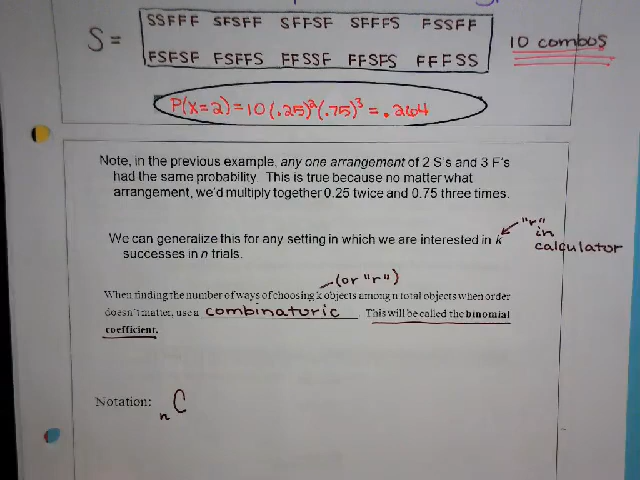 S =
SSFFF SFSFF SFFSF SFFFS FSSFF
FSFSF FSFFS FFSSF FFSFS FFFSS
10 combos
P(X=2) = 10(.25)²(.75)³ = .264
Note, in the previous example, any one arrangement of 2 S's and 3 F's
had the same probability. This is true because no matter what
arrangement, we'd multiply together 0.25 twice and 0.75 three times.
"r"
in
calculator
We can generalize this for any setting in which we are interested in k
successes in n trials.
(or "r")
When finding the number of ways of choosing k objects among n total objects when order
doesn't matter, use a combinatoric. This will be called the binomial
coefficient.
Notation: nC